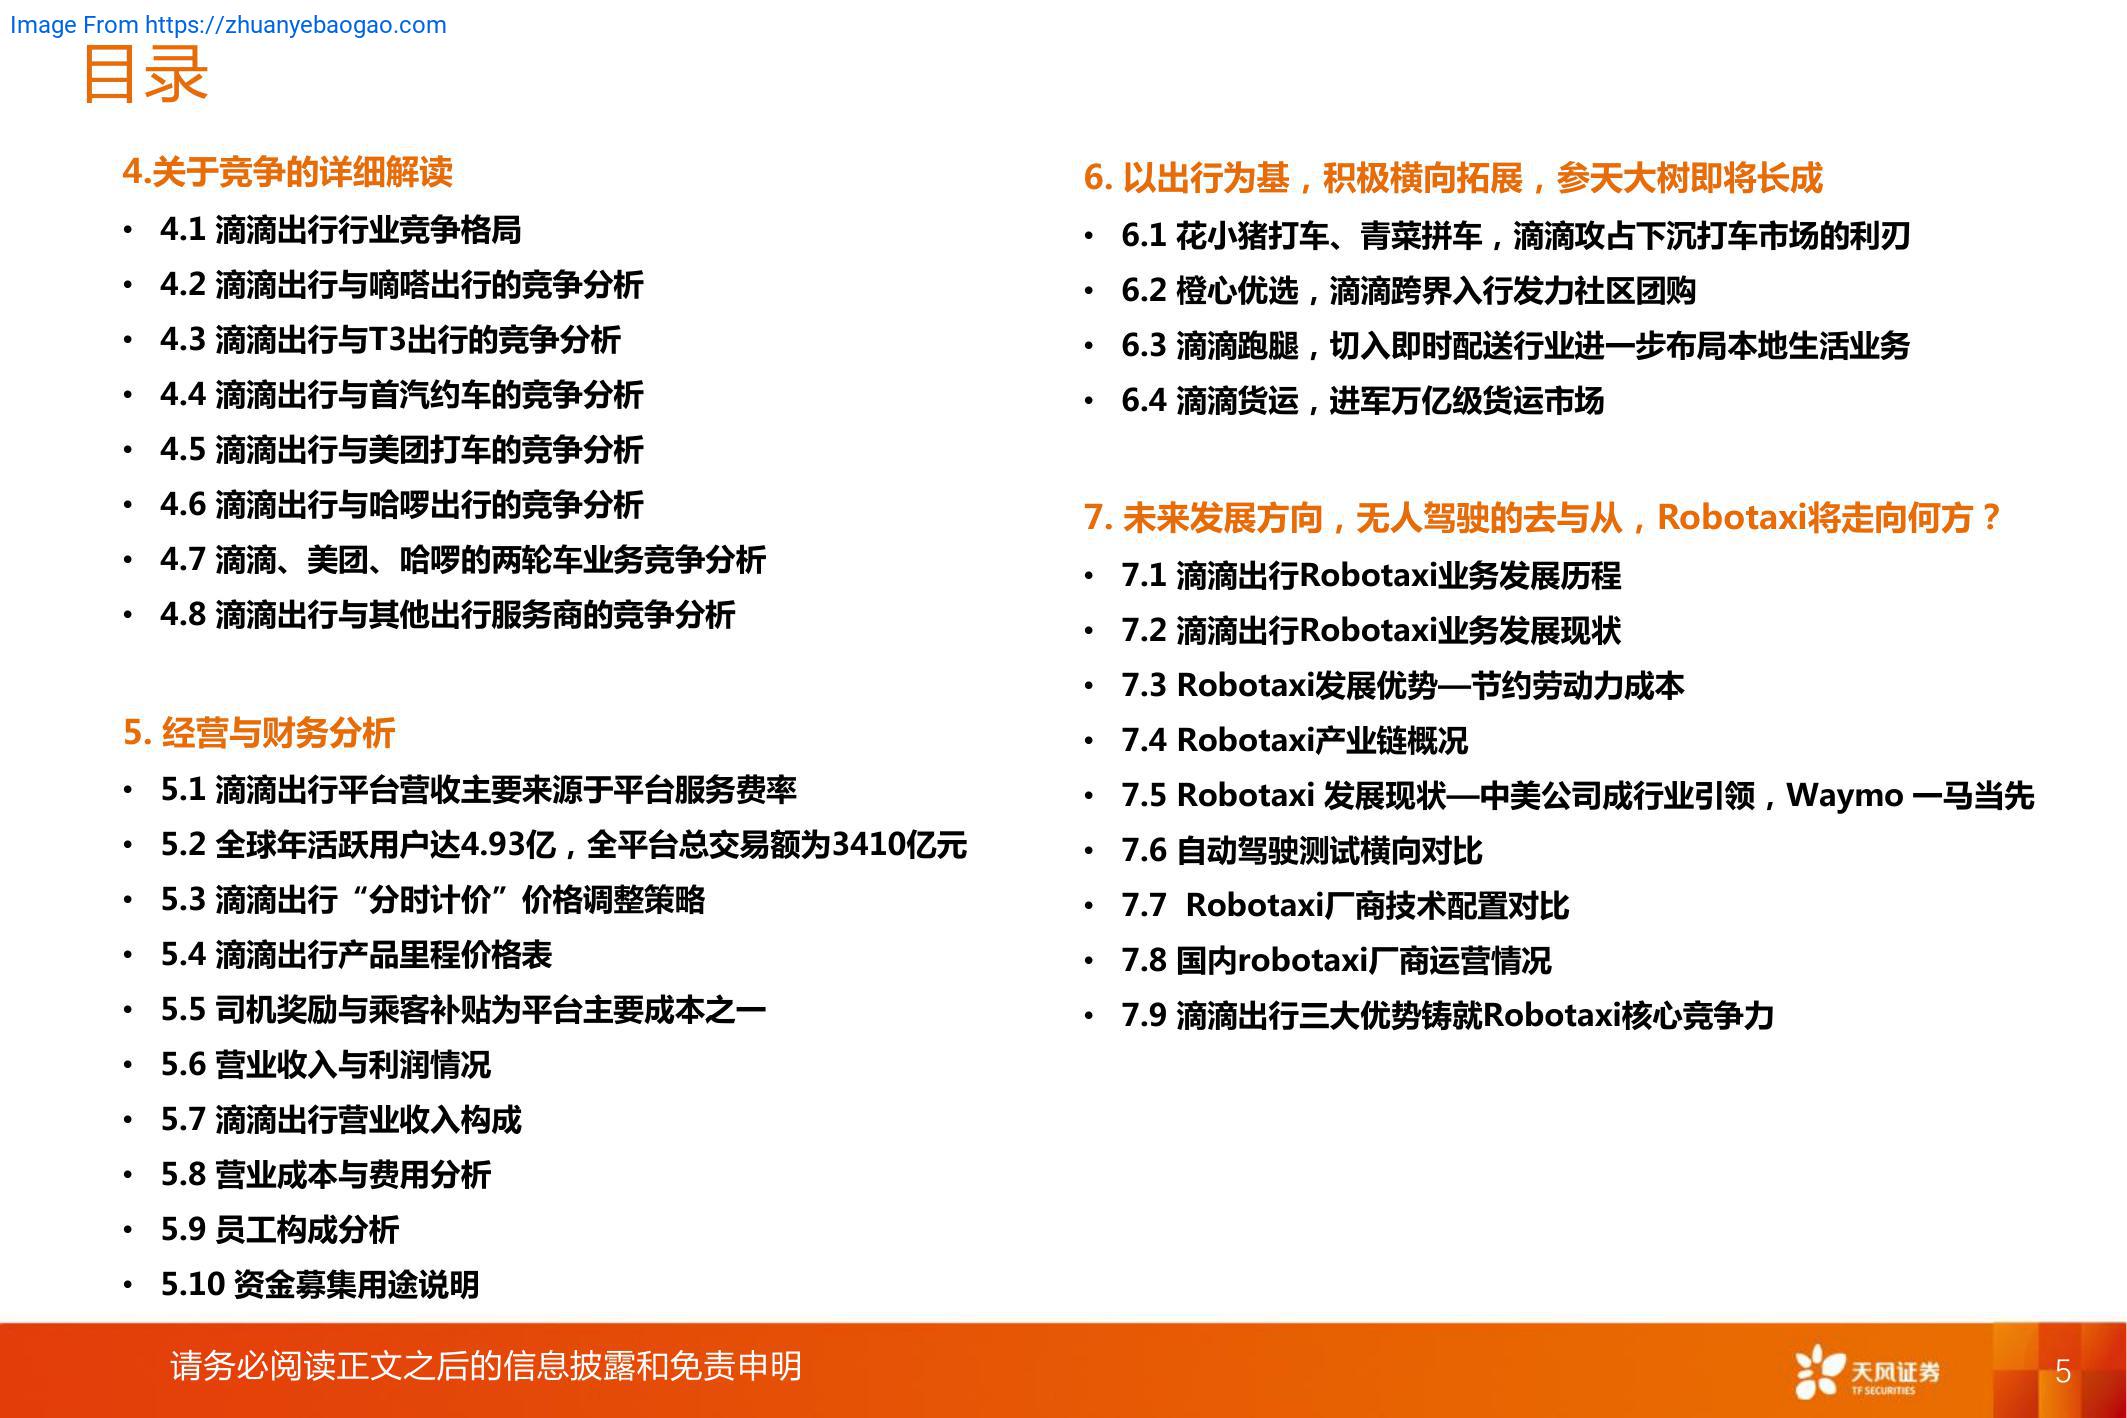 Image From https://zhuanyebaogao.com
目录
4.关于竞争的详细解读
• 4.1 滴滴出行行业竞争格局
• 4.2 滴滴出行与嘀嗒出行的竞争分析
• 4.3 滴滴出行与T3出行的竞争分析
• 4.4 滴滴出行与首汽约车的竞争分析
• 4.5 滴滴出行与美团打车的竞争分析
• 4.6 滴滴出行与哈啰出行的竞争分析
• 4.7 滴滴、美团、哈啰的两轮车业务竞争分析
• 4.8 滴滴出行与其他出行服务商的竞争分析
5. 经营与财务分析
• 5.1 滴滴出行平台营收主要来源于平台服务费率
• 5.2 全球年活跃用户达4.93亿，全平台总交易额为3410亿元
• 5.3 滴滴出行“分时计价”价格调整策略
• 5.4 滴滴出行产品里程价格表
• 5.5 司机奖励与乘客补贴为平台主要成本之一
• 5.6 营业收入与利润情况
• 5.7 滴滴出行营业收入构成
• 5.8 营业成本与费用分析
• 5.9 员工构成分析
• 5.10 资金募集用途说明
6. 以出行为基，积极横向拓展，参天大树即将长成
• 6.1 花小猪打车、青菜拼车，滴滴攻占下沉打车市场的利刃
• 6.2 橙心优选，滴滴跨界入行发力社区团购
• 6.3 滴滴跑腿，切入即时配送行业进一步布局本地生活业务
• 6.4 滴滴货运，进军万亿级货运市场
7. 未来发展方向，无人驾驶的去与从，Robotaxi将走向何方？
• 7.1 滴滴出行Robotaxi业务发展历程
• 7.2 滴滴出行Robotaxi业务发展现状
• 7.3 Robotaxi发展优势—节约劳动力成本
• 7.4 Robotaxi产业链概况
• 7.5 Robotaxi 发展现状—中美公司成行业引领，Waymo 一马当先
• 7.6 自动驾驶测试横向对比
• 7.7 Robotaxi厂商技术配置对比
• 7.8 国内robotaxi厂商运营情况
• 7.9 滴滴出行三大优势铸就Robotaxi核心竞争力
请务必阅读正文之后的信息披露和免责申明
天风证券
TF SECURITIES
5